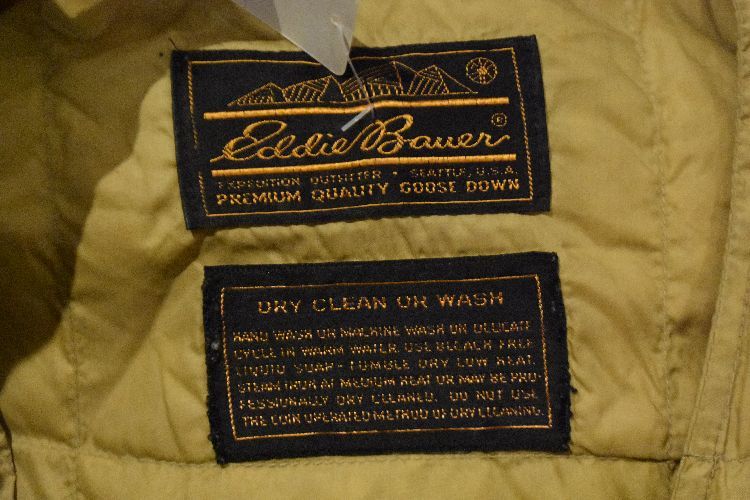 Eddie Bauer ®
EXPEDITION OUTFITTER • SEATTLE, U.S.A.
PREMIUM QUALITY GOOSE DOWN
DRY CLEAN OR WASH
HAND WASH OR MACHINE WASH ON DELICATE
CYCLE IN WARM WATER. USE BLEACH FREE
LIQUID SOAP-TUMBLE DRY LOW HEAT.
STEAM IRON AT MEDIUM HEAT OR MAY BE PRO-
FESSIONALLY DRY CLEANED. DO NOT USE
THE COIN OPERATED METHOD OF DRY CLEANING.